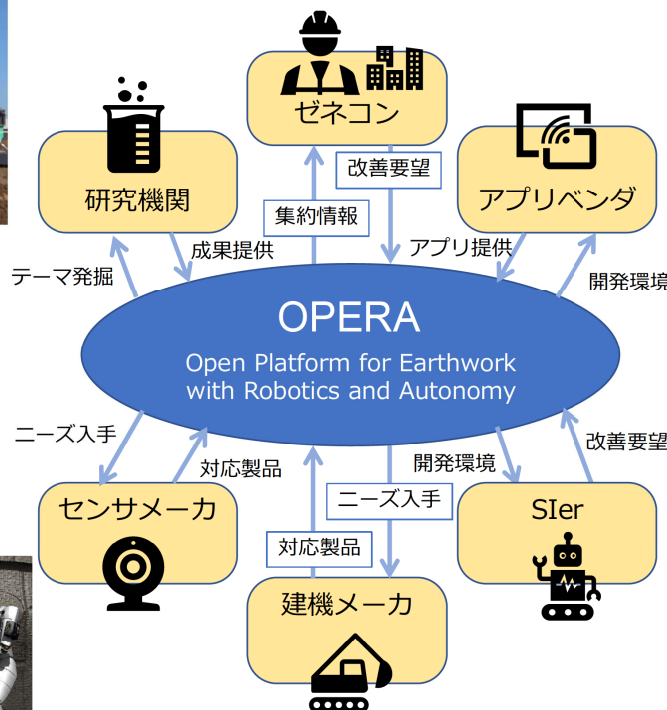 ゼネコン
研究機関
改善要望
アプリベンダ
集約情報
成果提供
アプリ提供
テーマ発掘
開発環境
OPERA
Open Platform for Earthwork
with Robotics and Autonomy
ニーズ入手
対応製品
開発環境
改善要望
センサメーカ
ニーズ入手
SIer
対応製品
建機メーカ